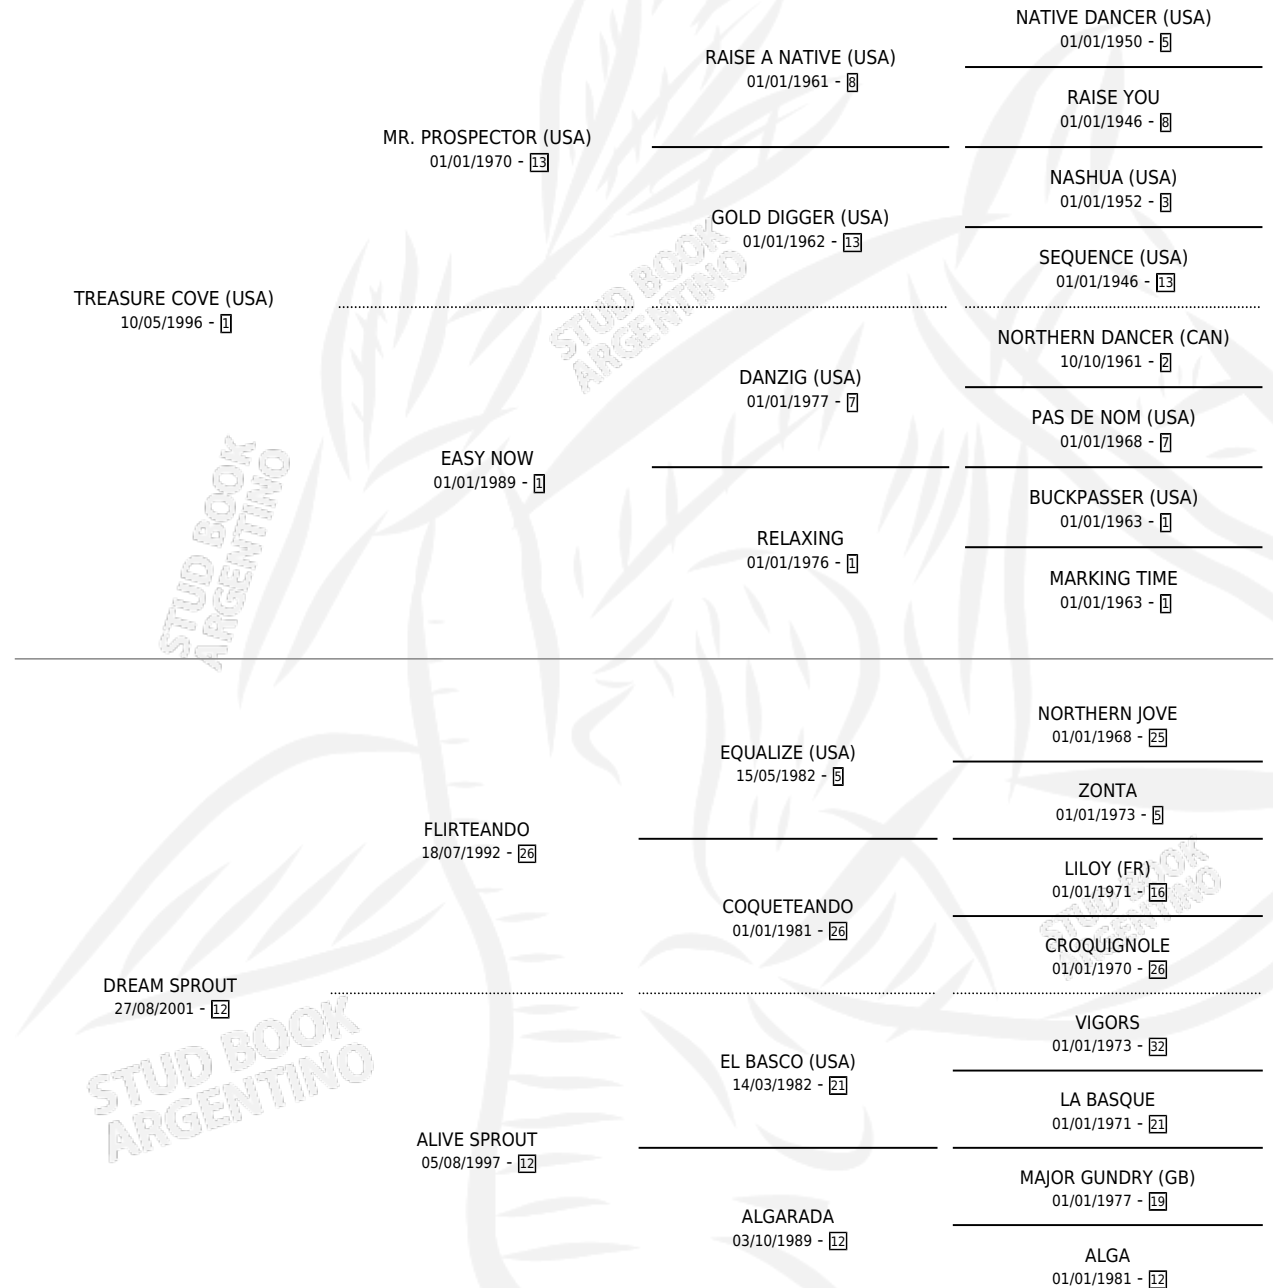 NATIVE DANCER (USA)
01/01/1950 - 5
RAISE A NATIVE (USA)
01/01/1961 - 8
RAISE YOU
01/01/1946 - 8
MR. PROSPECTOR (USA)
01/01/1970 - 13
NASHUA (USA)
01/01/1952 - 3
GOLD DIGGER (USA)
01/01/1962 - 13
SEQUENCE (USA)
01/01/1946 - 13
TREASURE COVE (USA)
10/05/1996 - 1
NORTHERN DANCER (CAN)
10/10/1961 - 2
DANZIG (USA)
01/01/1977 - 7
PAS DE NOM (USA)
01/01/1968 - 7
EASY NOW
01/01/1989 - 1
BUCKPASSER (USA)
01/01/1963 - 1
RELAXING
01/01/1976 - 1
MARKING TIME
01/01/1963 - 1
STUD BOOK
ARGENTINO
STUD BOOK
ARGENTINO
NORTHERN JOVE
01/01/1968 - 25
EQUALIZE (USA)
15/05/1982 - 5
ZONTA
01/01/1973 - 5
FLIRTEANDO
18/07/1992 - 26
LILOY (FR)
01/01/1971 - 16
COQUETEANDO
01/01/1981 - 26
CROQUIGNOLE
01/01/1970 - 26
STUD BOOK
ARGENTINO
DREAM SPROUT
27/08/2001 - 12
VIGORS
01/01/1973 - 32
EL BASCO (USA)
14/03/1982 - 21
LA BASQUE
01/01/1971 - 21
STUD BOOK
ARGENTINO
ALIVE SPROUT
05/08/1997 - 12
MAJOR GUNDRY (GB)
01/01/1977 - 19
ALGARADA
03/10/1989 - 12
ALGA
01/01/1981 - 12